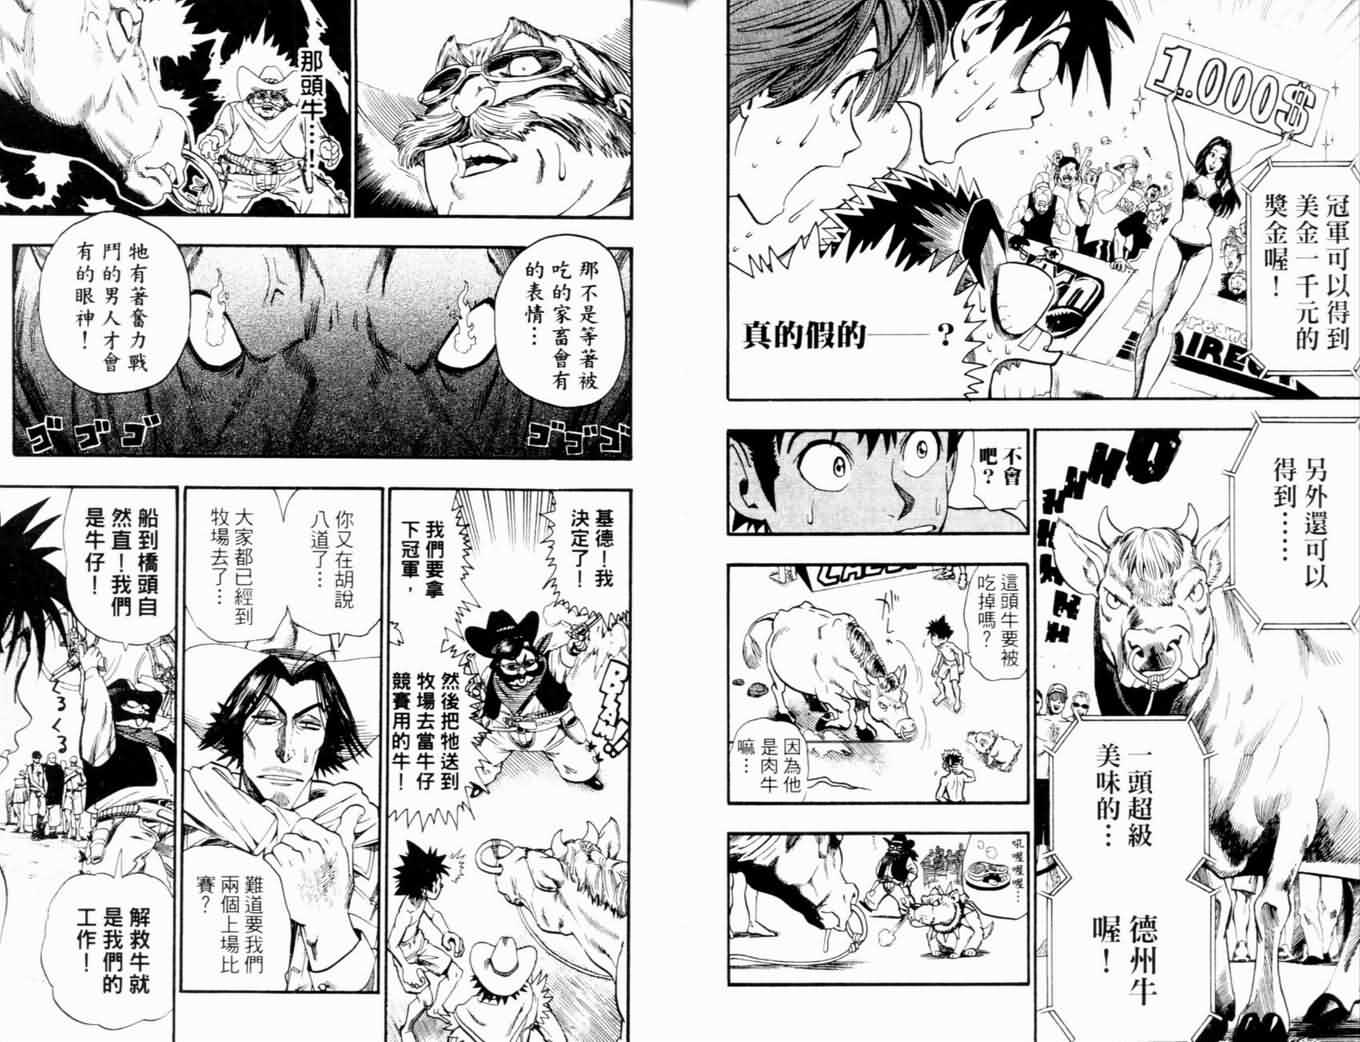 1.000$
冠軍可以得到
美金一千元的
獎金喔！
真的假的——？
DIREC
另外還可以
得到……
HO
一頭超級
美味的…
德州牛
喔！
不會
吧？
這頭牛要被
吃掉嗎？
因為他
是肉牛
嘛…
吼喔喔喔…
那頭
牛……！
那不是等著被
吃的家畜會有
的表情…
牠有著奮力戰
鬥的男人才會
有的眼神！
ゴゴゴ
ゴゴゴ
基德！我
決定了！
我們要拿
下冠軍，
然後把牠送到
牧場去當牛仔
競賽用的牛！
你又在胡說
八道了…
大家都已經到
牧場去了…
難道要我們
兩個上場比
賽？
船到橋頭自
然直！我們
是牛仔！
解救牛就
是我們的
工作！